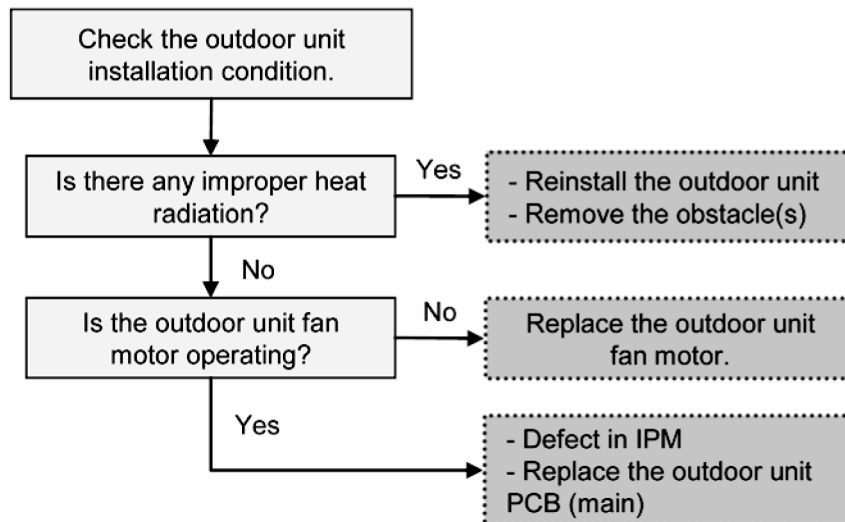 Check the outdoor unit
installation condition.
Is there any improper heat
radiation?
Yes
- Reinstall the outdoor unit
- Remove the obstacle(s)
No
Is the outdoor unit fan
motor operating?
No
Replace the outdoor unit
fan motor.
Yes
- Defect in IPM
- Replace the outdoor unit
PCB (main)